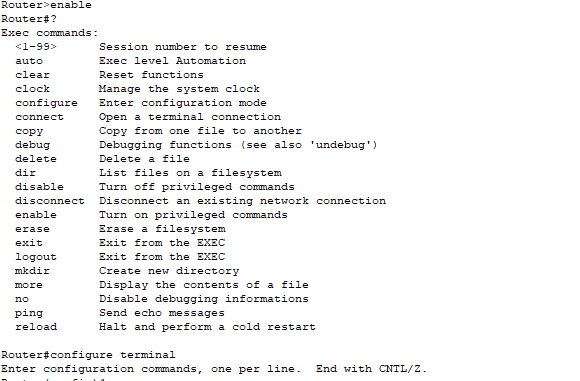 Router>enable
Router#?
Exec commands:
  <1-99>      Session number to resume
  auto        Exec level Automation
  clear       Reset functions
  clock       Manage the system clock
  configure   Enter configuration mode
  connect     Open a terminal connection
  copy        Copy from one file to another
  debug       Debugging functions (see also 'undebug')
  delete      Delete a file
  dir         List files on a filesystem
  disable     Turn off privileged commands
  disconnect  Disconnect an existing network connection
  enable      Turn on privileged commands
  erase       Erase a filesystem
  exit        Exit from the EXEC
  logout      Exit from the EXEC
  mkdir       Create new directory
  more        Display the contents of a file
  no          Disable debugging informations
  ping        Send echo messages
  reload      Halt and perform a cold restart
Router#configure terminal
Enter configuration commands, one per line.  End with CNTL/Z.